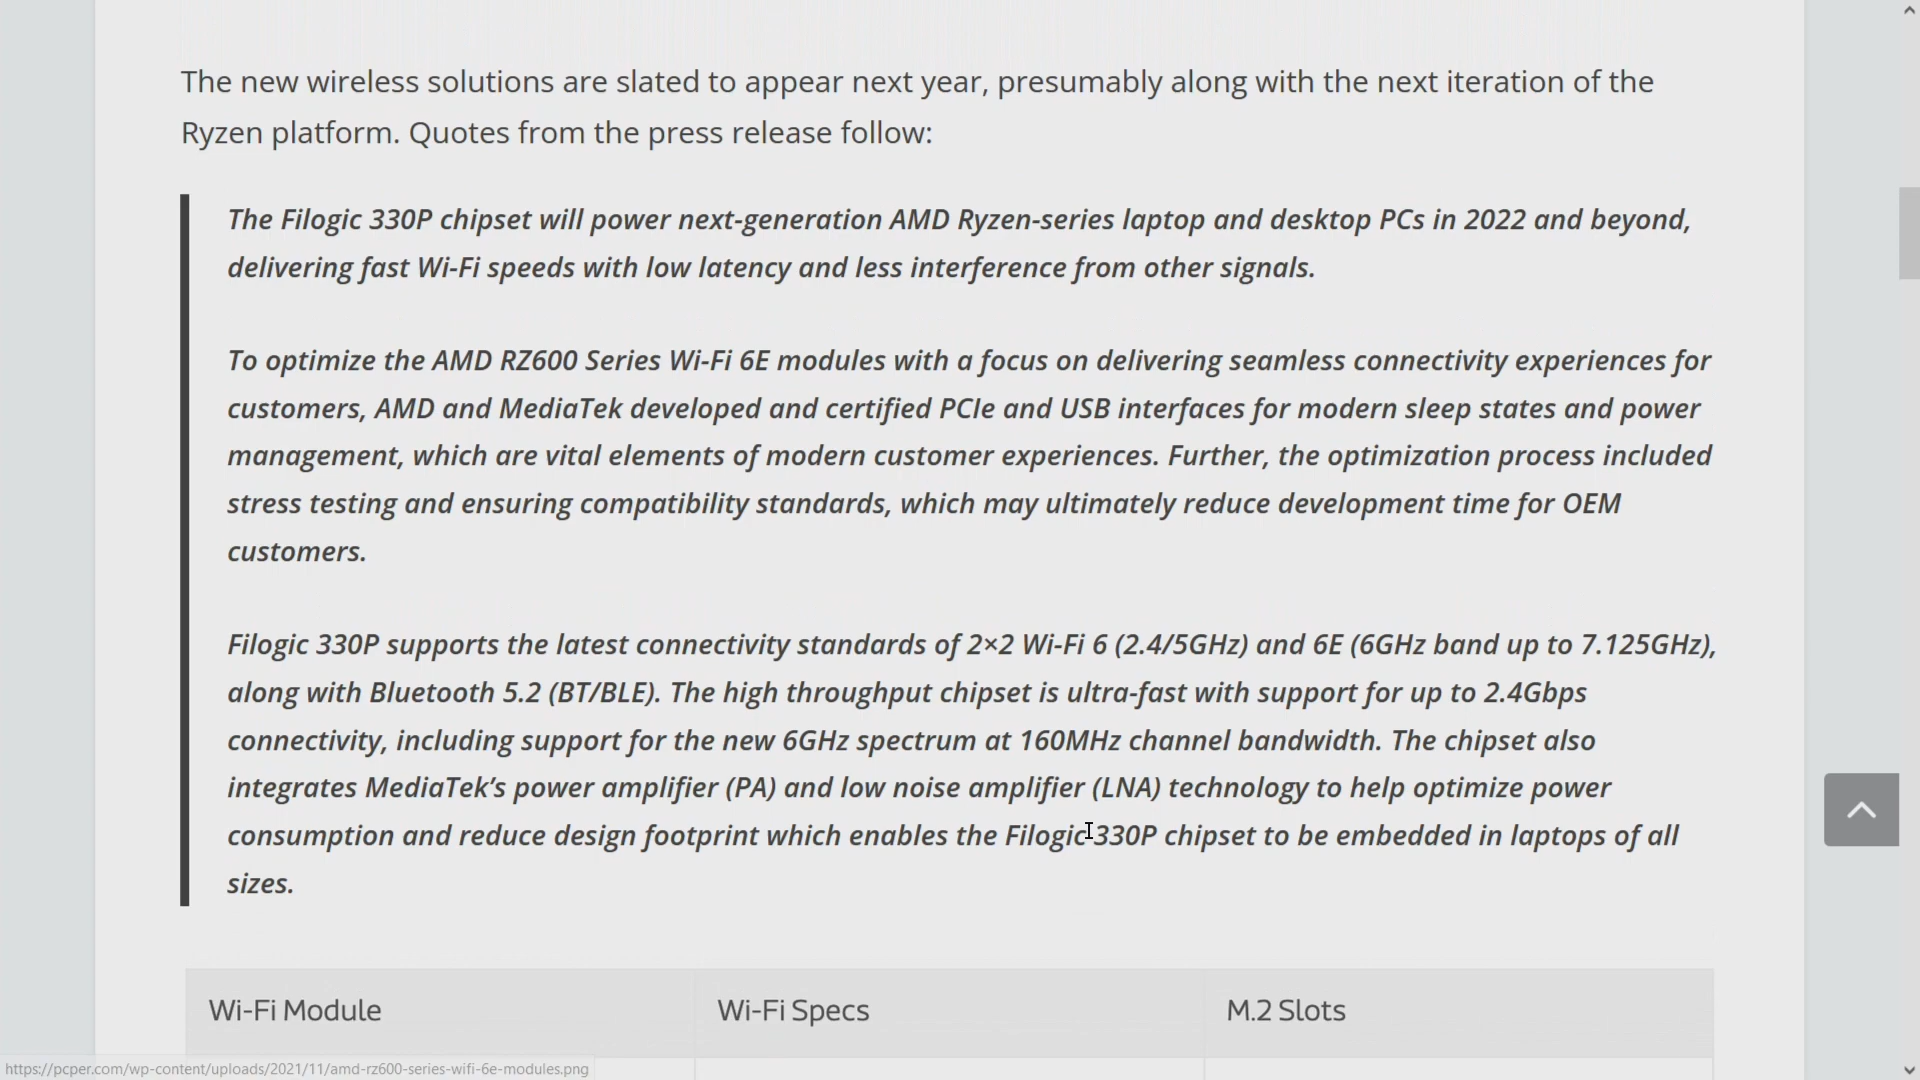 The new wireless solutions are slated to appear next year, presumably along with the next iteration of the
Ryzen platform. Quotes from the press release follow:
The Filogic 330P chipset will power next-generation AMD Ryzen-series laptop and desktop PCs in 2022 and beyond,
delivering fast Wi-Fi speeds with low latency and less interference from other signals.
To optimize the AMD RZ600 Series Wi-Fi 6E modules with a focus on delivering seamless connectivity experiences for
customers, AMD and MediaTek developed and certified PCIe and USB interfaces for modern sleep states and power
management, which are vital elements of modern customer experiences. Further, the optimization process included
stress testing and ensuring compatibility standards, which may ultimately reduce development time for OEM
customers.
Filogic 330P supports the latest connectivity standards of 2×2 Wi-Fi 6 (2.4/5GHz) and 6E (6GHz band up to 7.125GHz),
along with Bluetooth 5.2 (BT/BLE). The high throughput chipset is ultra-fast with support for up to 2.4Gbps
connectivity, including support for the new 6GHz spectrum at 160MHz channel bandwidth. The chipset also
integrates MediaTek’s power amplifier (PA) and low noise amplifier (LNA) technology to help optimize power
consumption and reduce design footprint which enables the Filogic 330P chipset to be embedded in laptops of all
sizes.
Wi-Fi Module Wi-Fi Specs M.2 Slots
https://pcper.com/wp-content/uploads/2021/11/amd-rz600-series-wifi-6e-modules.png